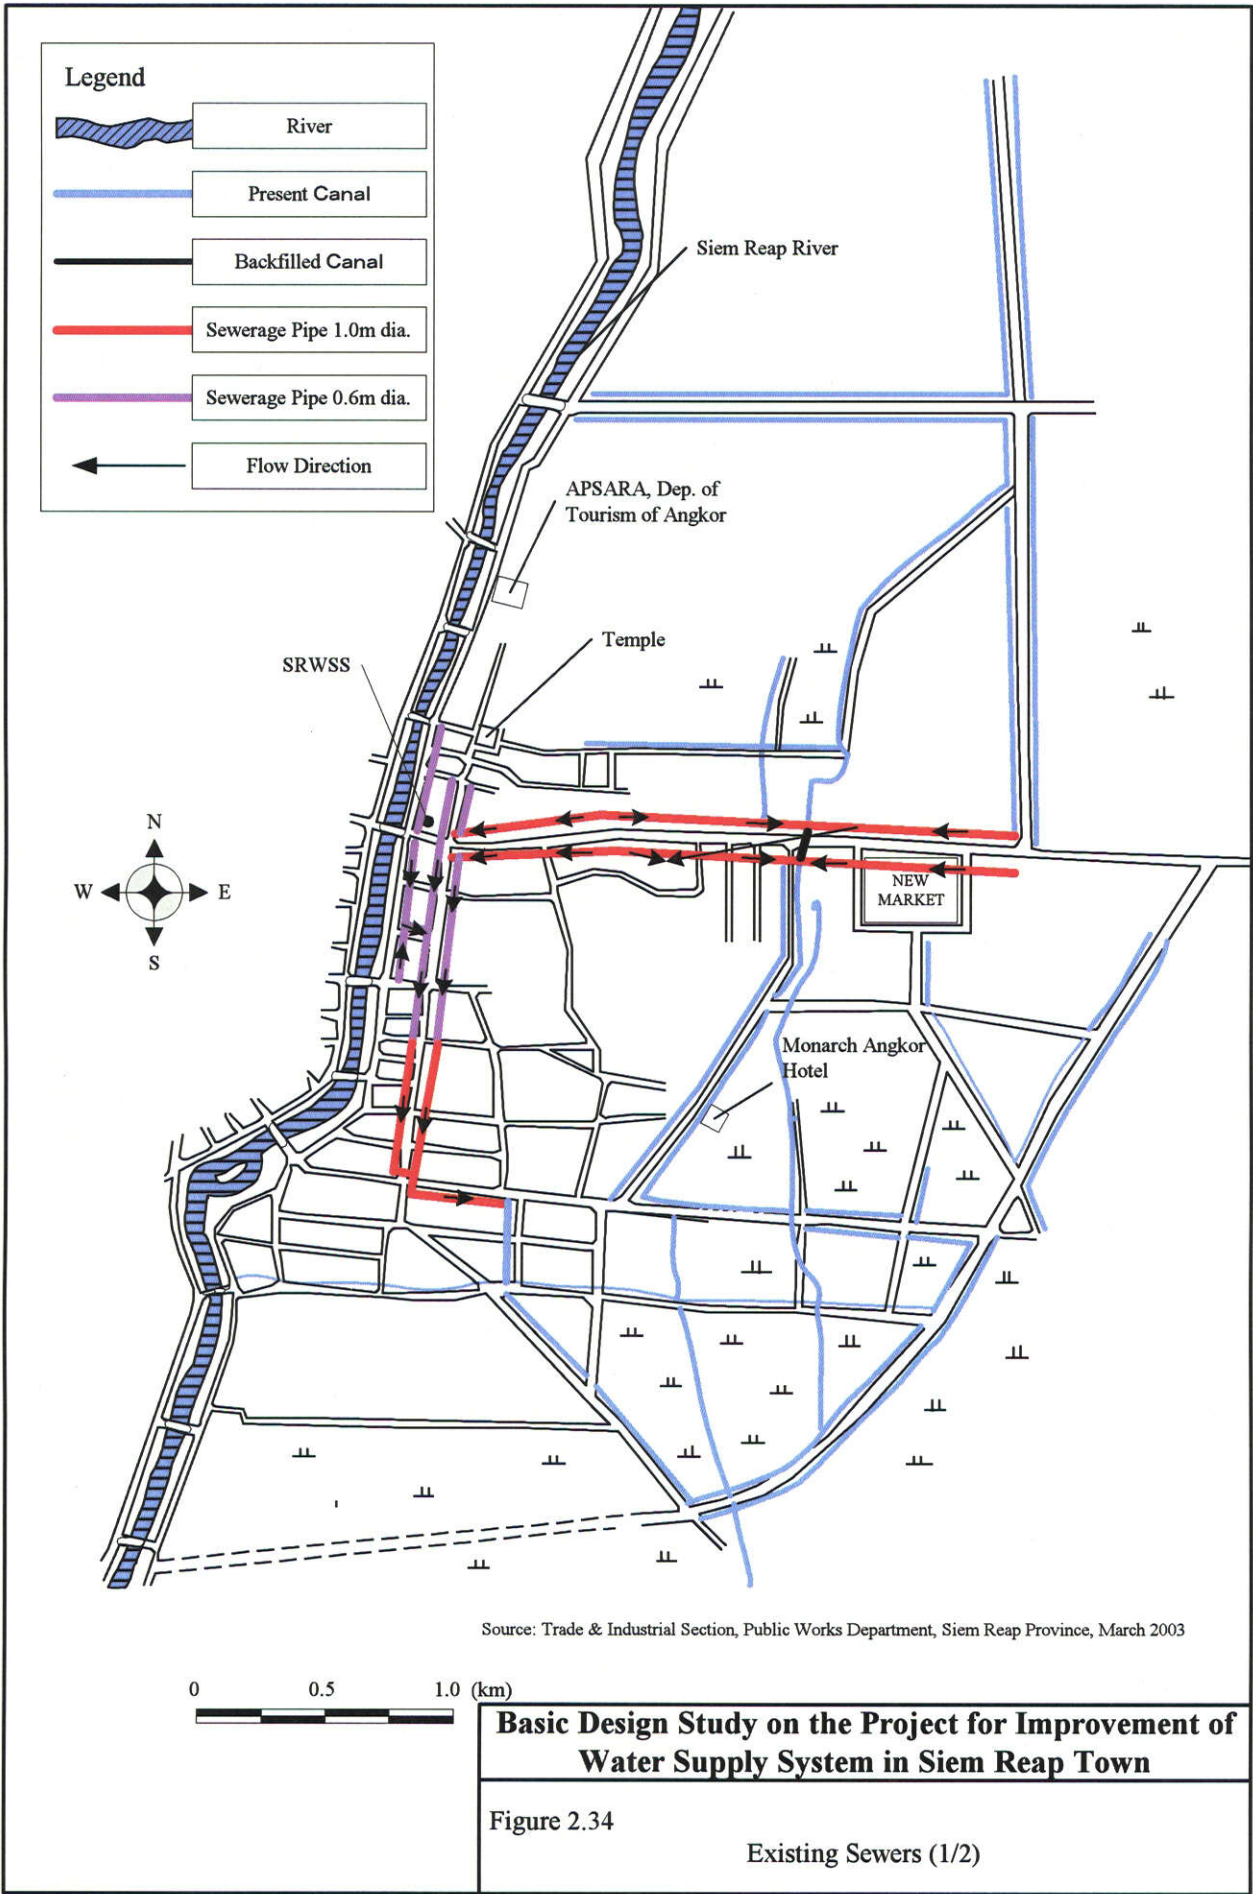 Legend
River
Present Canal
Backfilled Canal
Sewerage Pipe 1.0m dia.
Sewerage Pipe 0.6m dia.
Flow Direction
Siem Reap River
APSARA, Dep. of
Tourism of Angkor
Temple
SRWSS
N
W
E
S
NEW
MARKET
Monarch Angkor
Hotel
Source: Trade & Industrial Section, Public Works Department, Siem Reap Province, March 2003
0 0.5 1.0 (km)
Basic Design Study on the Project for Improvement of
Water Supply System in Siem Reap Town
Figure 2.34
Existing Sewers (1/2)